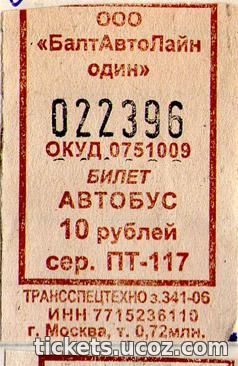 ООО
«БалтАвтоЛайн
один»
022396
ОКУД 0751009
БИЛЕТ
АВТОБУС
10 рублей
сер. ПТ-117
ТРАНССПЕЦТЕХНО з.341-06
ИНН 7715236110
г. Москва, т. 0,72млн.
tickets.ucoz.com